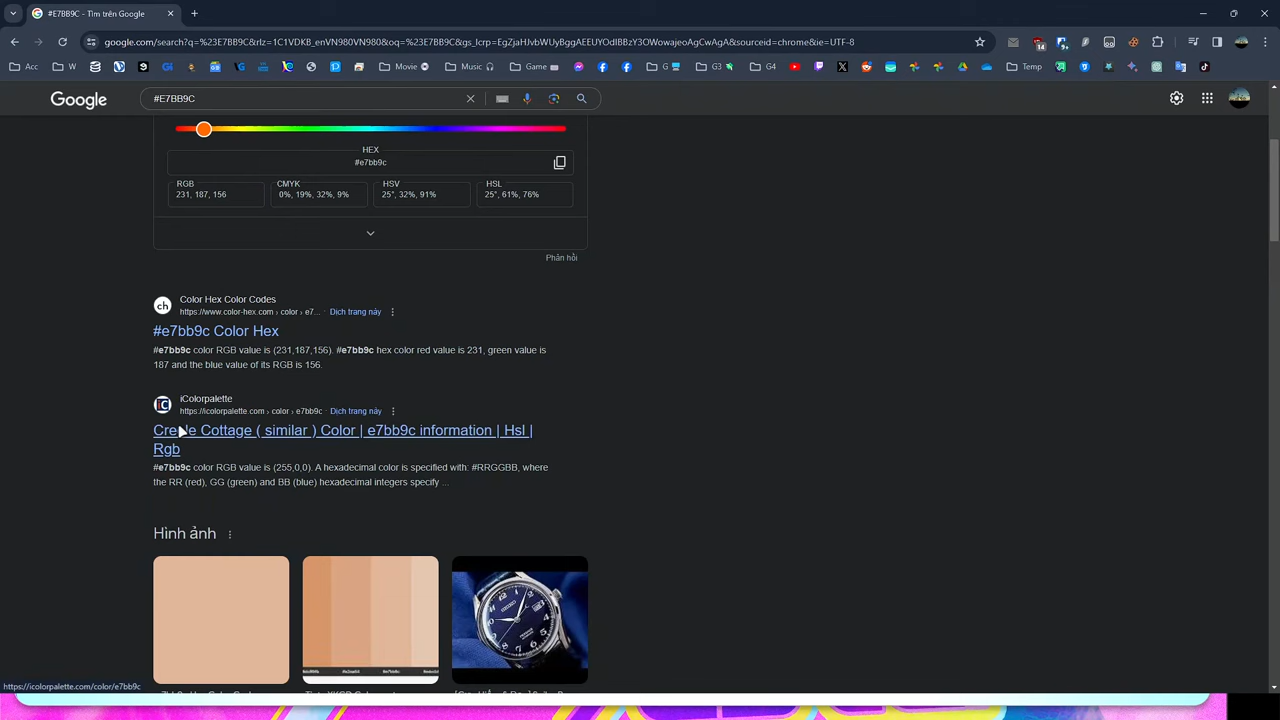 #E7BB9C - Tìm trên Google
google.com/search?q=%23E7BB9C&rlz=1C1VDKB_enVN980VN980&oq=%23E7BB9C&gs_lcrp=EgZjaHJvbWUyBggAEEUYOdIBBzY3OWowajeoAgCwAgA&sourceid=chrome&ie=UTF-8
14
Acc
W
Movie
Music
Game
G
G3
G4
Temp
Google
#E7BB9C
HEX
#e7bb9c
RGB
231, 187, 156
CMYK
0%, 19%, 32%, 9%
HSV
25°, 32%, 91%
HSL
25°, 61%, 76%
Phản hồi
ch
Color Hex Color Codes
https://www.color-hex.com › color › e7...
Dịch trang này
#e7bb9c Color Hex
#e7bb9c color RGB value is (231,187,156). #e7bb9c hex color red value is 231, green value is
187 and the blue value of its RGB is 156.
iC
iColorpalette
https://icolorpalette.com › color › e7bb9c
Dịch trang này
Cottage ( similar ) Color | e7bb9c information | Hsl |
Rgb
#e7bb9c color RGB value is (255,0,0). A hexadecimal color is specified with: #RRGGBB, where
the RR (red), GG (green) and BB (blue) hexadecimal integers specify ...
Hình ảnh
SEIKO
https://icolorpalette.com/color/e7bb9c